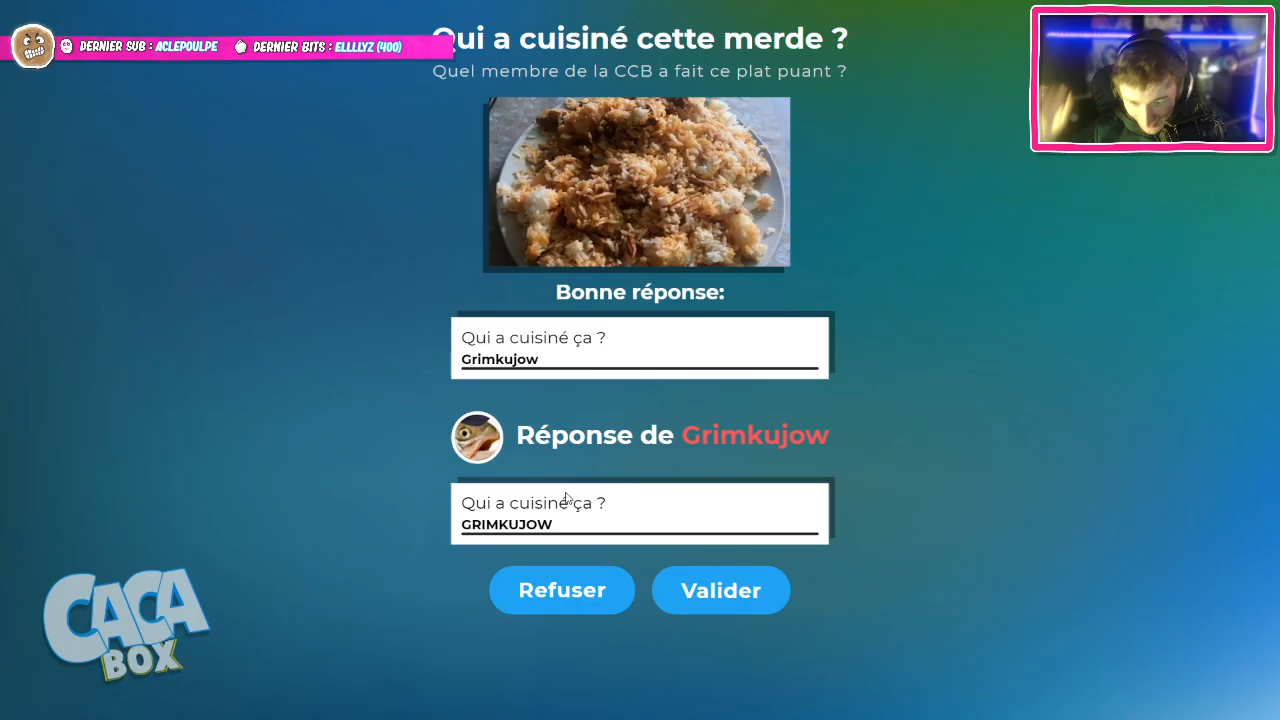 Qui a cuisiné cette merde ?
DERNIER SUB : ACLEPOULPE DERNIER BITS : ELLLLYZ (400)
Quel membre de la CCB a fait ce plat puant ?
Bonne réponse:
Qui a cuisiné ça ?
Grimkujow
Réponse de Grimkujow
Qui a cuisiné ça ?
GRIMKUJOW
Refuser Valider
CACA
BOX